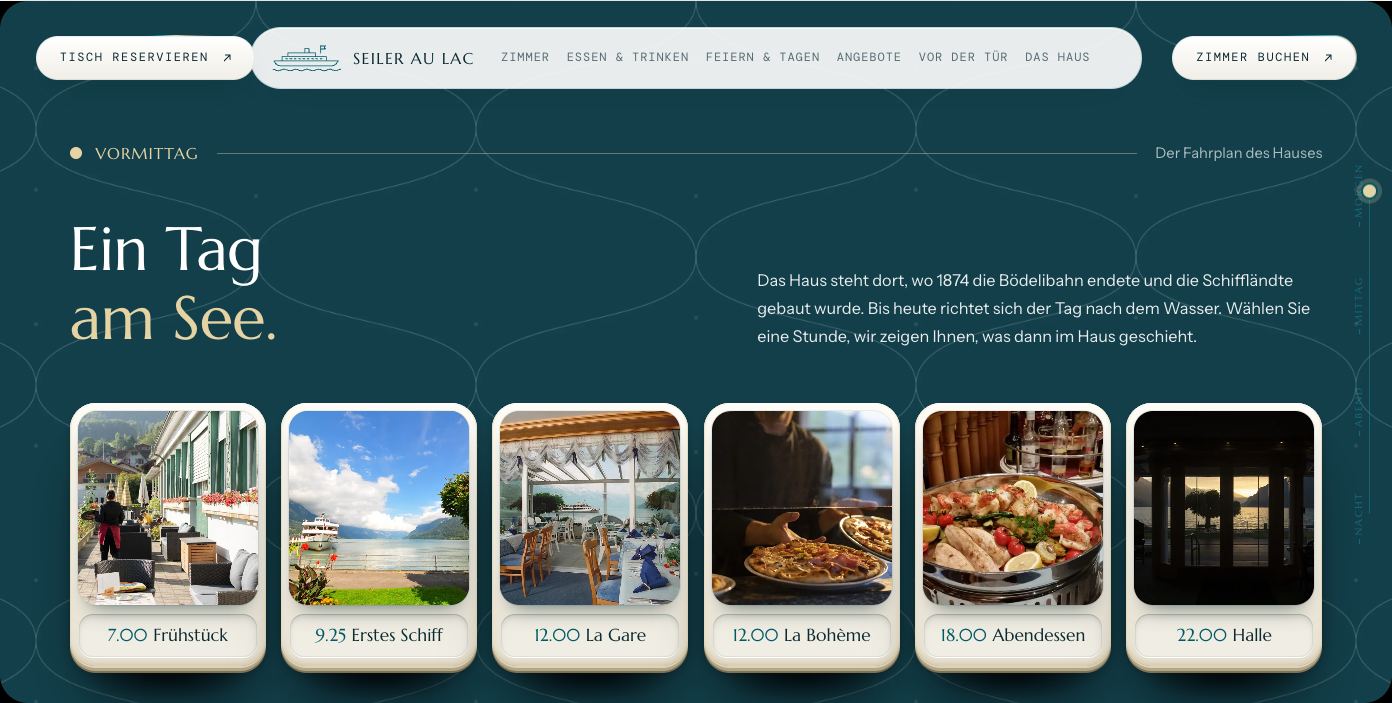 TISCH RESERVIEREN ↗
SEILER AU LAC
ZIMMER ESSEN & TRINKEN FEIERN & TAGEN ANGEBOTE VOR DER TÜR DAS HAUS
ZIMMER BUCHEN ↗
VORMITTAG
Der Fahrplan des Hauses
Ein Tag
am See.
Das Haus steht dort, wo 1874 die Bödelibahn endete und die Schiffländte
gebaut wurde. Bis heute richtet sich der Tag nach dem Wasser. Wählen Sie
eine Stunde, wir zeigen Ihnen, was dann im Haus geschieht.
7.00 Frühstück
9.25 Erstes Schiff
12.00 La Gare
12.00 La Bohème
18.00 Abendessen
22.00 Halle
– MITTAG
– ABEND
– NACHT